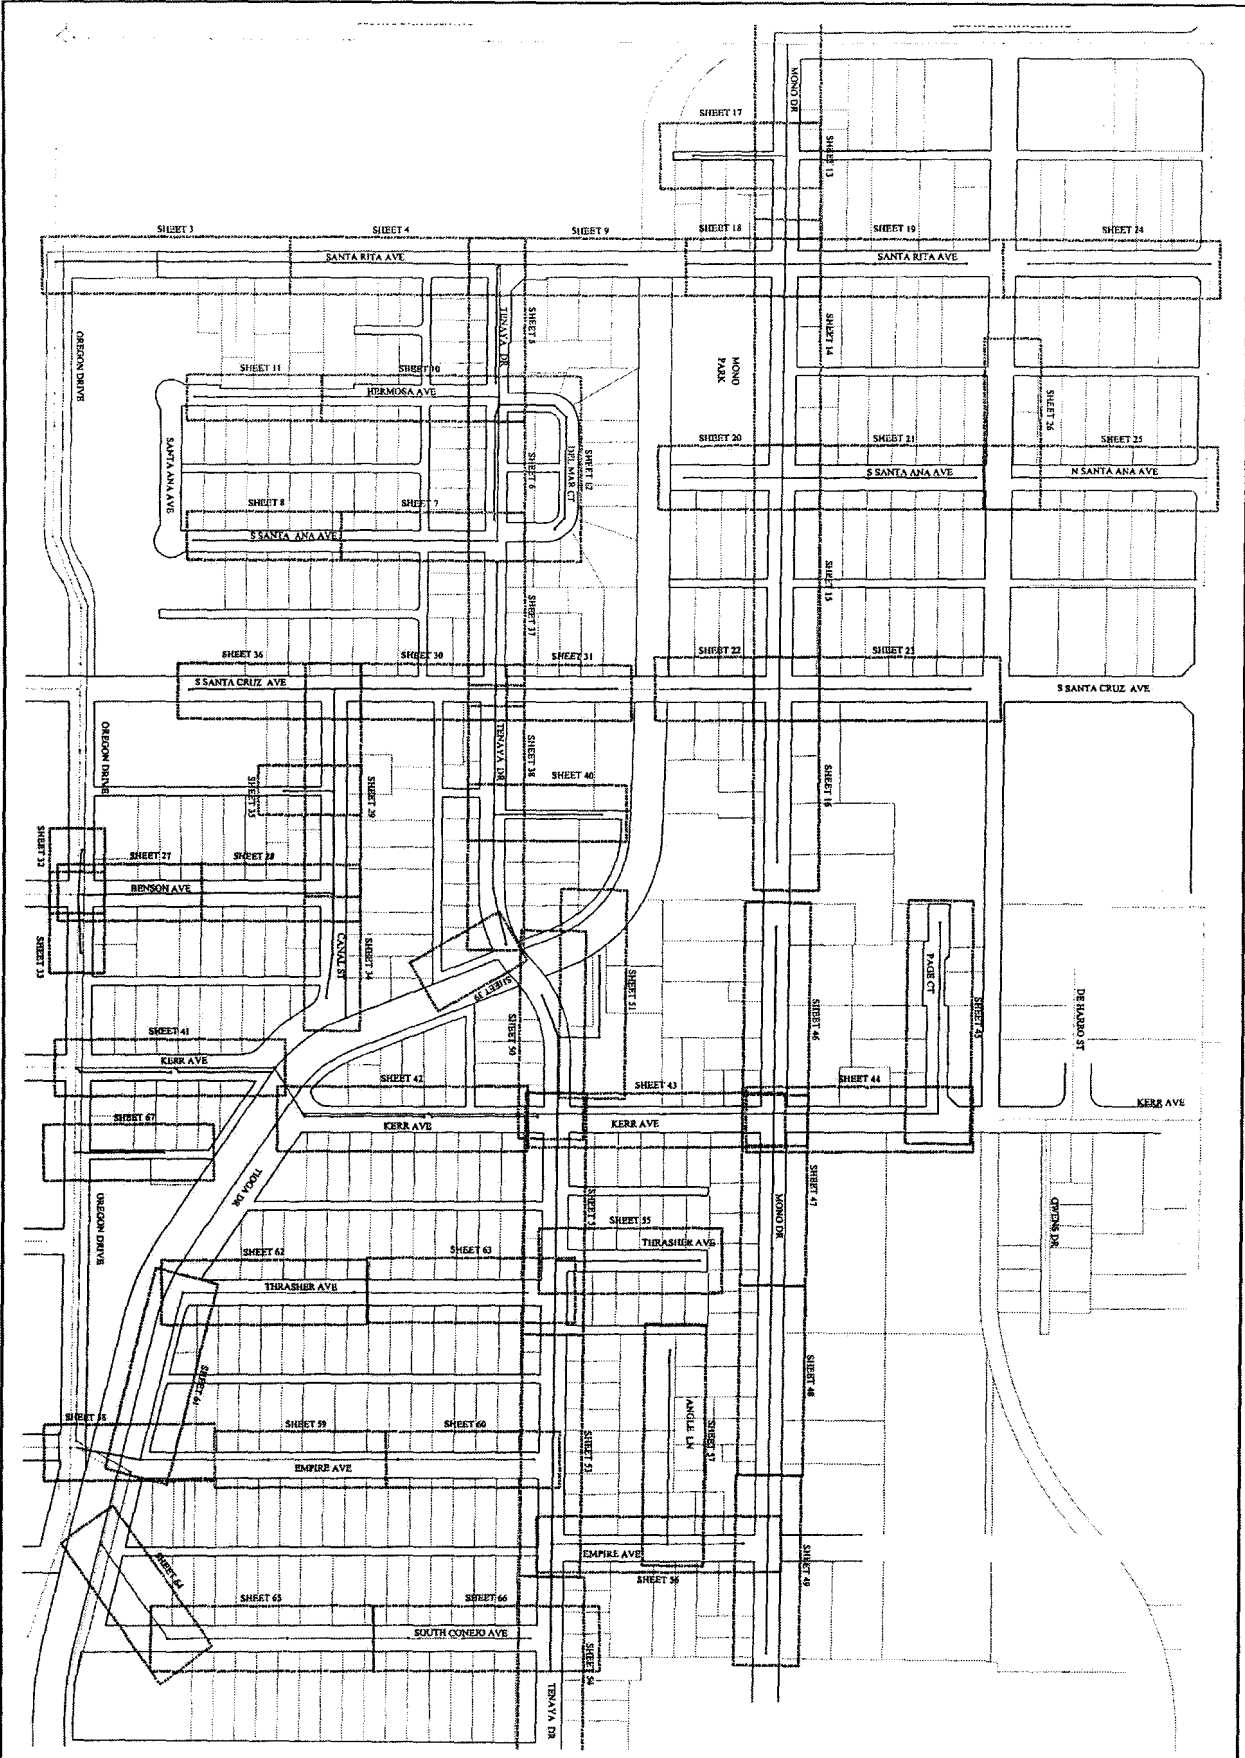 MONO DR
SHEET 17
SHEET 13
SHEET 3
SHEET 4
SHEET 9
SHEET 18
SHEET 19
SHEET 24
SANTA RITA AVE
SANTA RITA AVE
OREGON DRIVE
TENAYA DR
SHEET 5
SHEET 14
MONO
PARK
SHEET 11
SHEET 10
HERMOSA AVE
SHEET 26
SANTA ANA AVE
SHEET 6
DEL MAR CT
SHEET 12
SHEET 20
SHEET 21
SHEET 25
S SANTA ANA AVE
N SANTA ANA AVE
SHEET 8
SHEET 7
S SANTA ANA AVE
SHEET 37
SHEET 15
SHEET 36
SHEET 30
SHEET 31
SHEET 22
SHEET 23
S SANTA CRUZ AVE
S SANTA CRUZ AVE
OREGON DRIVE
TENAYA DR
SHEET 38
SHEET 40
SHEET 16
SHEET 35
SHEET 29
SHEET 32
SHEET 27
SHEET 28
BENSON AVE
SHEET 33
CANAL ST
SHEET 34
SHEET 39
SHEET 50
SHEET 51
SHEET 46
PAGE CT
SHEET 45
DE HARRO ST
SHEET 41
KERR AVE
SHEET 42
SHEET 43
SHEET 44
KERR AVE
KERR AVE
KERR AVE
SHEET 67
TIOGA DR
OREGON DRIVE
SHEET 47
MONO DR
OWENS DR
SHEET 55
THRASHER AVE
SHEET 62
SHEET 63
THRASHER AVE
SHEET 61
SHEET 48
SHEET 58
SHEET 59
SHEET 60
EMPIRE AVE
SHEET 53
ANGLE LN
SHEET 57
SHEET 64
EMPIRE AVE
SHEET 56
SHEET 49
SHEET 65
SHEET 66
SOUTH CONEJO AVE
SHEET 54
TENAYA DR